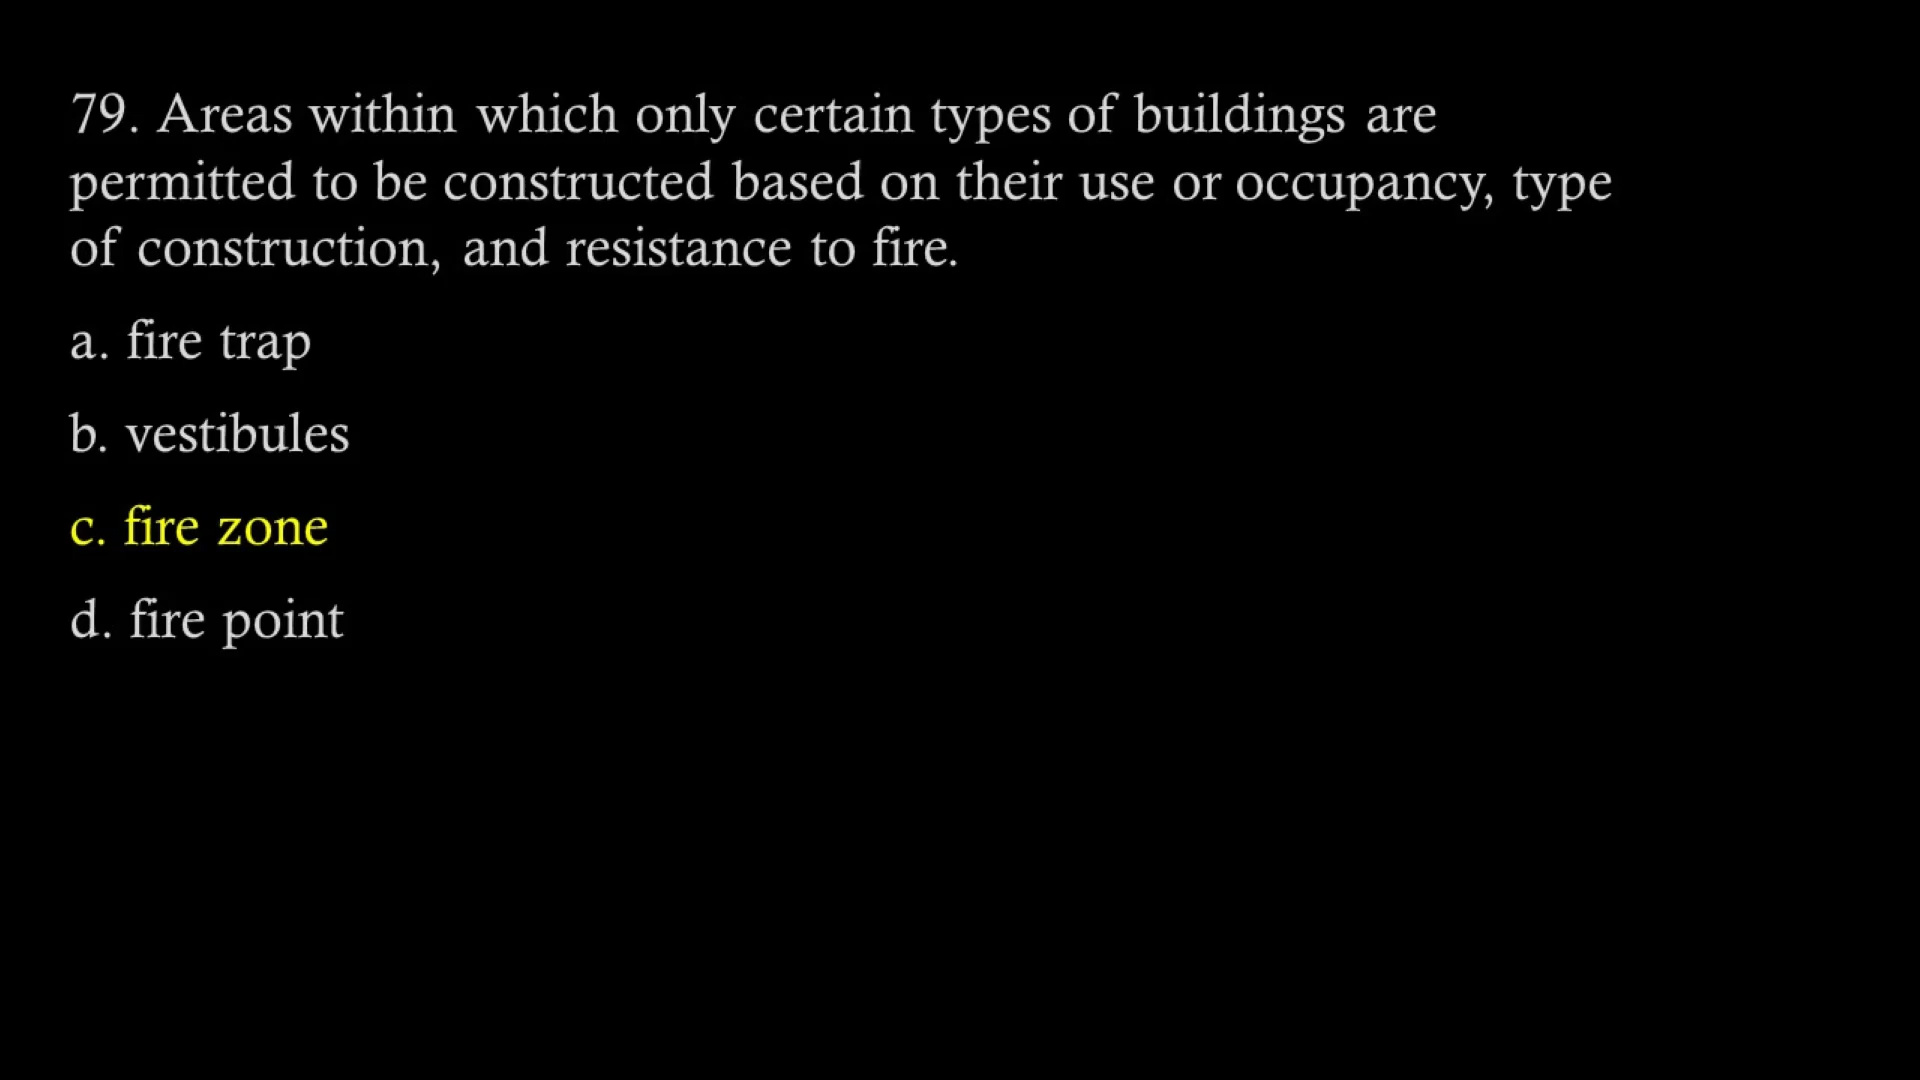 79. Areas within which only certain types of buildings are
permitted to be constructed based on their use or occupancy, type
of construction, and resistance to fire.
a. fire trap
b. vestibules
c. fire zone
d. fire point